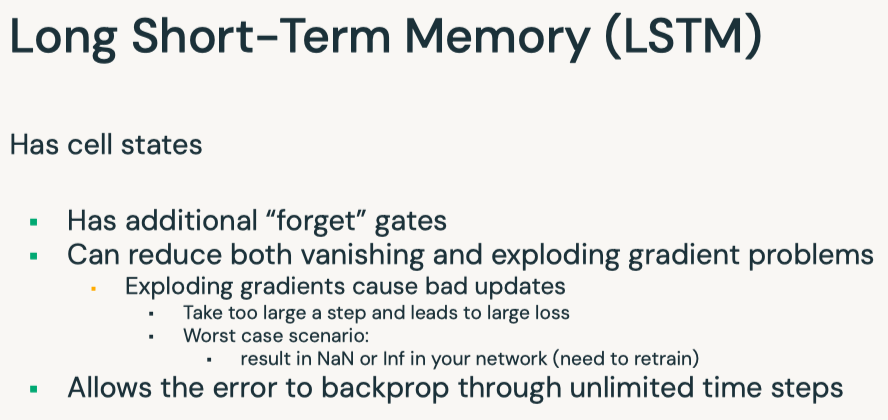 Long Short-Term Memory (LSTM)
Has cell states
Has additional “forget” gates
Can reduce both vanishing and exploding gradient problems
Exploding gradients cause bad updates
Take too large a step and leads to large loss
Worst case scenario:
result in NaN or Inf in your network (need to retrain)
Allows the error to backprop through unlimited time steps